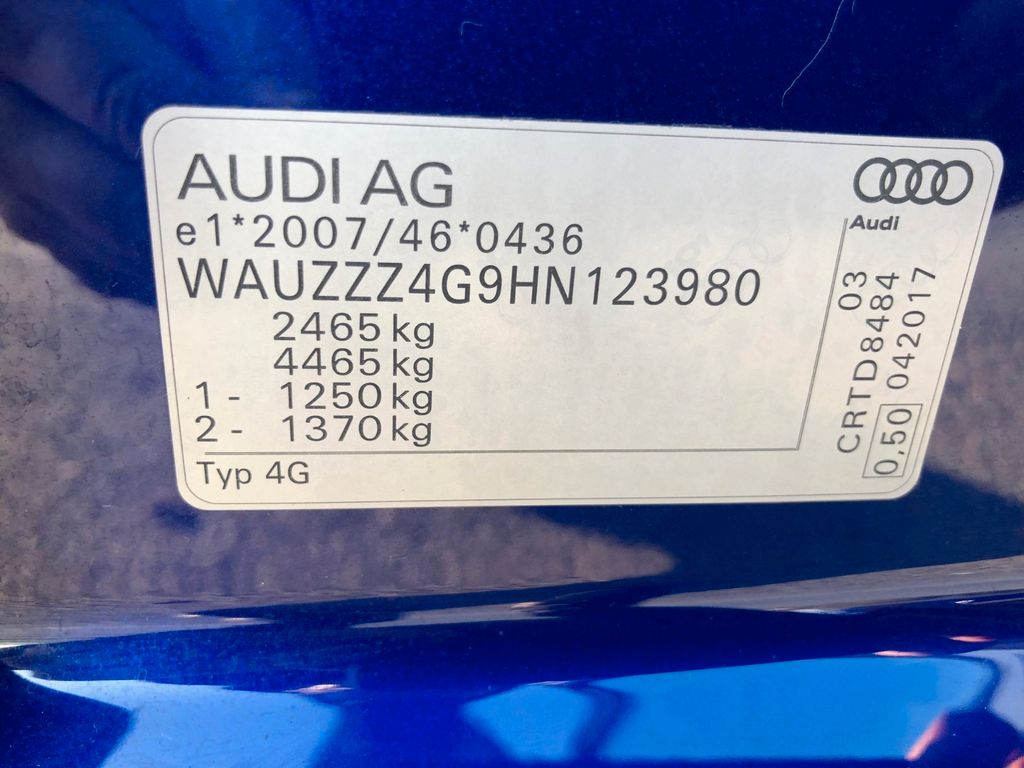 AUDI AG
e1*2007/46*0436
WAUZZZ4G9HN123980
2465 kg
4465 kg
1 - 1250 kg
2 - 1370 kg
Typ 4G
Audi
CRTD8484 03
0,50 042017